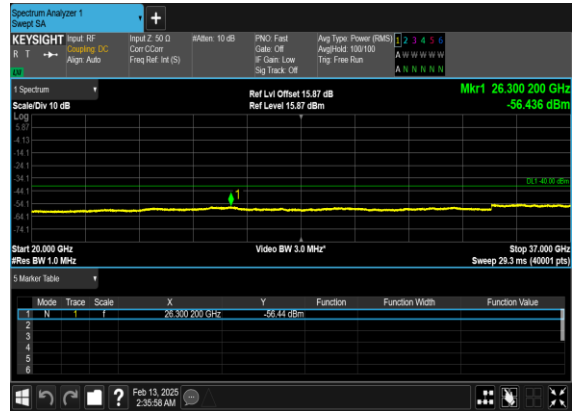 Spectrum Analyzer 1
Swept SA
KEYSIGHT Input: RF Input Z: 50 Ω #Atten: 10 dB PNO: Fast Avg Type: Power (RMS) 1 2 3 4 5 6
R T Coupling: DC Corr CCorr Gate: Off Avg|Hold: 100/100 A W W W W W
Align: Auto Freq Ref: Int (S) IF Gain: Low Trig: Free Run
Sig Track: Off A N N N N N
1 Spectrum Ref Lvl Offset 15.87 dB Mkr1 26.300 200 GHz
Scale/Div 10 dB Ref Level 15.87 dBm -56.436 dBm
Log
5.87
-4.13
-14.1
-24.1
-34.1
DL1 -40.00 dBm
-44.1
1
-54.1
-64.1
-74.1
Start 20.000 GHz Video BW 3.0 MHz* Stop 37.000 GHz
#Res BW 1.0 MHz Sweep 29.3 ms (40001 pts)
5 Marker Table
Mode Trace Scale X Y Function Function Width Function Value
1 N 1 f 26.300 200 GHz -56.44 dBm
2
3
4
5
6
? Feb 13, 2025
2:35:58 AM